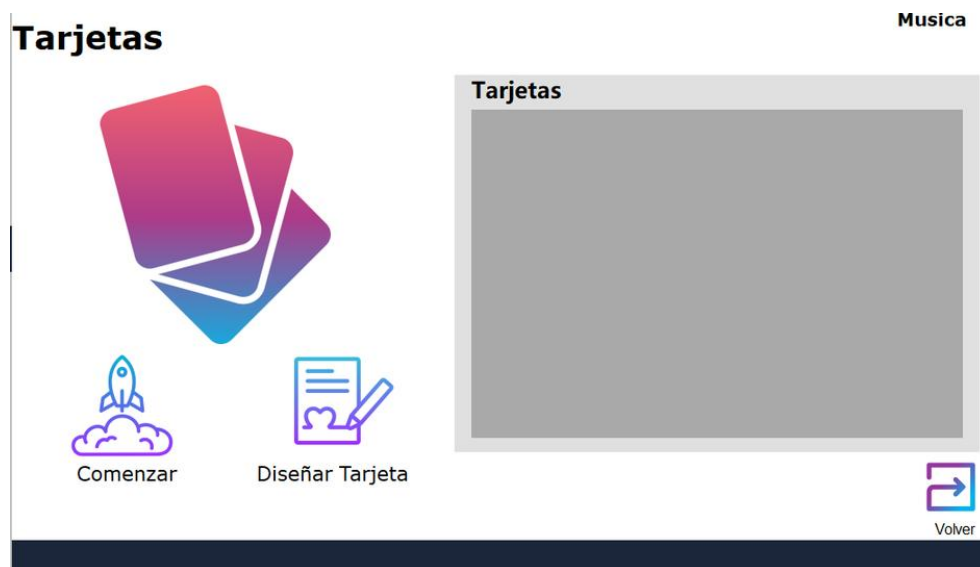 Tarjetas
Musica
Tarjetas
Comenzar
Diseñar Tarjeta
Volver